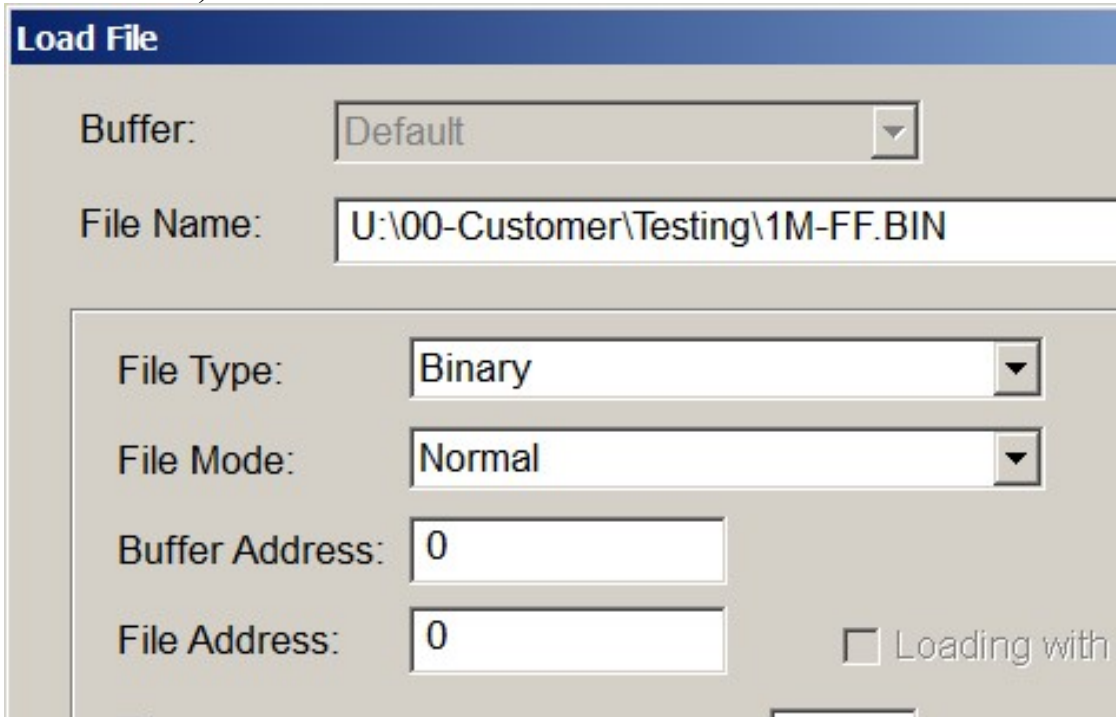 Load File
Buffer: Default
File Name: U:\00-Customer\Testing\1M-FF.BIN
File Type: Binary
File Mode: Normal
Buffer Address: 0
File Address: 0 Loading with